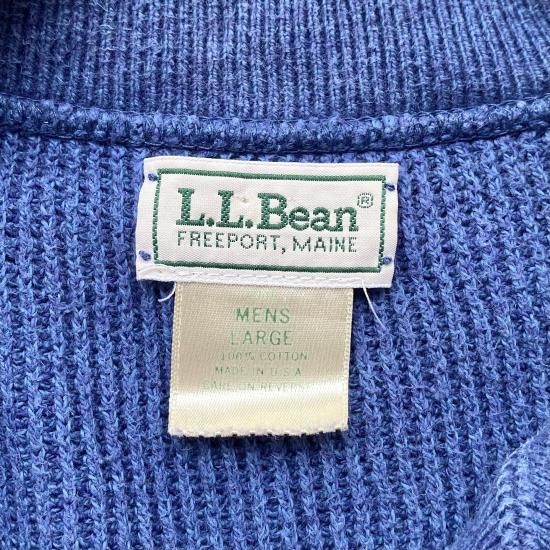 L.L.Bean®
FREEPORT, MAINE
MENS
LARGE
100% COTTON
MADE IN U.S.A
CARE ON REVERSE